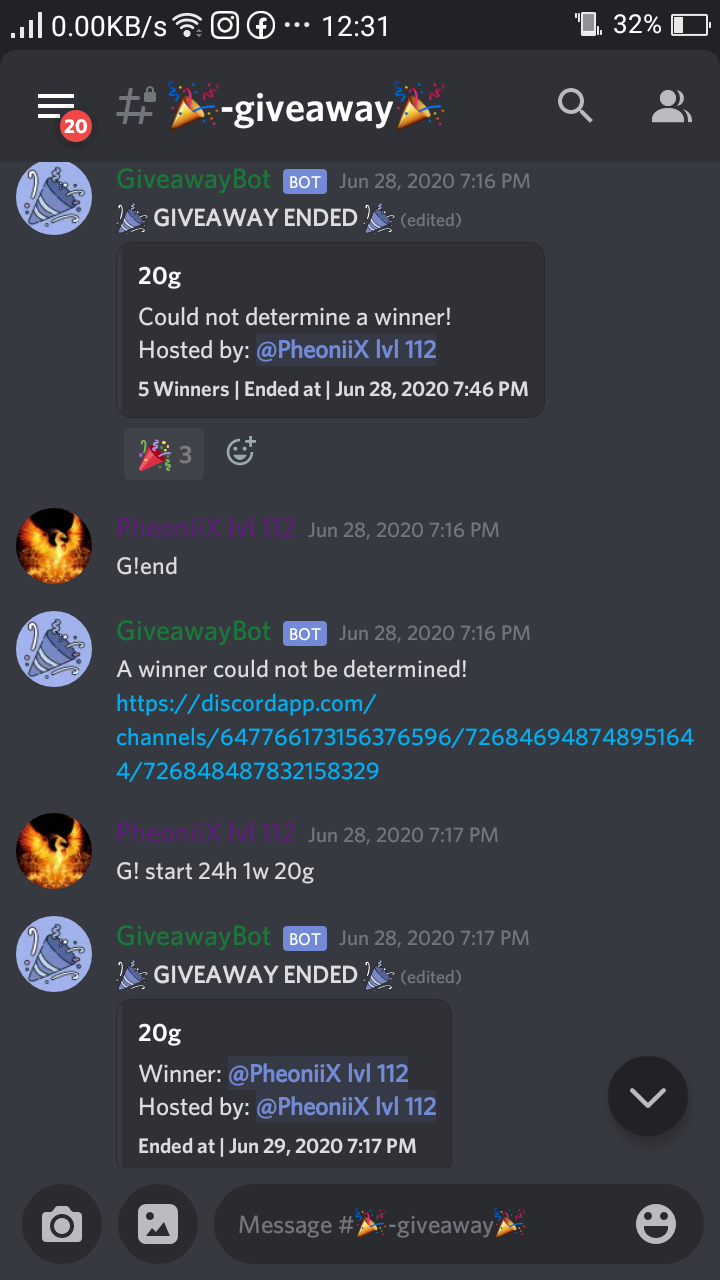 0.00KB/s ••• 12:31 32%
20
# 🎉-giveaway🎉
GiveawayBot BOT Jun 28, 2020 7:16 PM
🎉 GIVEAWAY ENDED 🎉 (edited)
20g
Could not determine a winner!
Hosted by: @PheoniiX lvl 112
5 Winners | Ended at | Jun 28, 2020 7:46 PM
🎉 3
PheoniiX lvl 112 Jun 28, 2020 7:16 PM
G!end
GiveawayBot BOT Jun 28, 2020 7:16 PM
A winner could not be determined!
https://discordapp.com/
channels/647766173156376596/72684694874895164
4/726848487832158329
PheoniiX lvl 112 Jun 28, 2020 7:17 PM
G! start 24h 1w 20g
GiveawayBot BOT Jun 28, 2020 7:17 PM
🎉 GIVEAWAY ENDED 🎉 (edited)
20g
Winner: @PheoniiX lvl 112
Hosted by: @PheoniiX lvl 112
Ended at | Jun 29, 2020 7:17 PM
Message #🎉-giveaway🎉